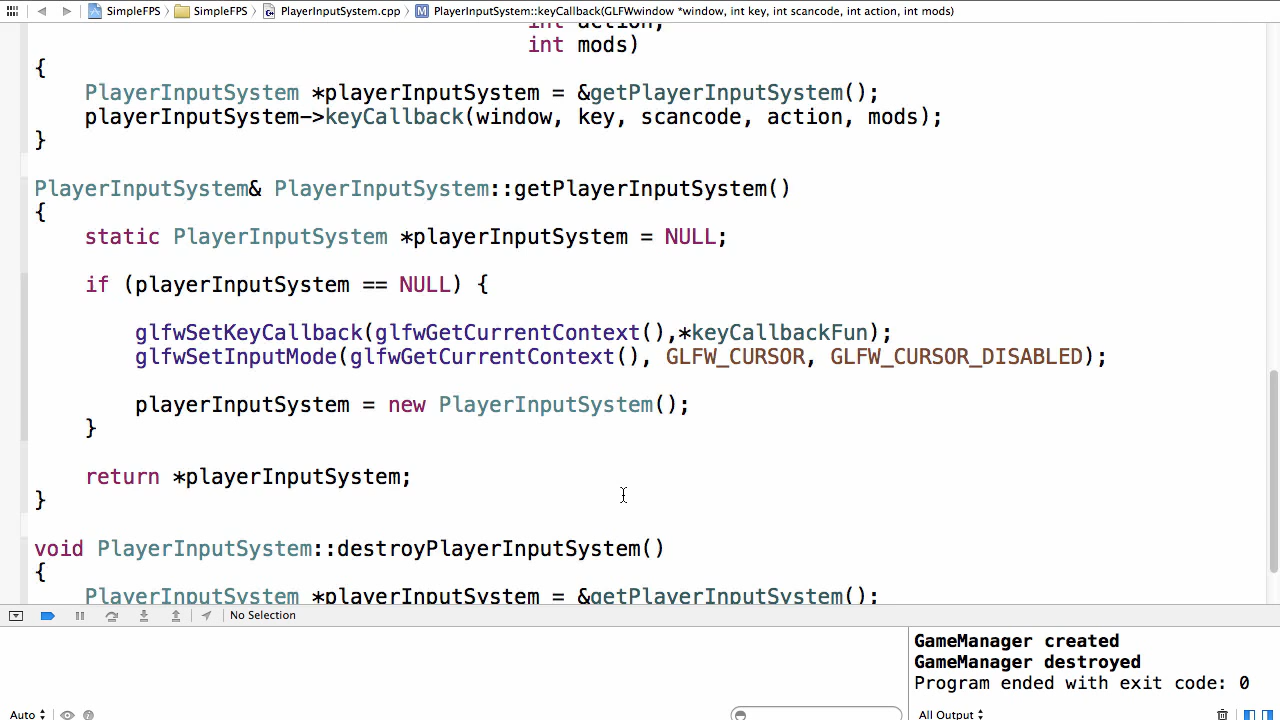 SimpleFPS SimpleFPS PlayerInputSystem.cpp PlayerInputSystem::keyCallback(GLFWwindow *window, int key, int scancode, int action, int mods)
int action,
int mods)
{
PlayerInputSystem *playerInputSystem = &getPlayerInputSystem();
playerInputSystem->keyCallback(window, key, scancode, action, mods);
}
PlayerInputSystem& PlayerInputSystem::getPlayerInputSystem()
{
static PlayerInputSystem *playerInputSystem = NULL;
if (playerInputSystem == NULL) {
glfwSetKeyCallback(glfwGetCurrentContext(),*keyCallbackFun);
glfwSetInputMode(glfwGetCurrentContext(), GLFW_CURSOR, GLFW_CURSOR_DISABLED);
playerInputSystem = new PlayerInputSystem();
}
return *playerInputSystem;
}
void PlayerInputSystem::destroyPlayerInputSystem()
{
PlayerInputSystem *playerInputSystem = &getPlayerInputSystem();
No Selection
GameManager created
GameManager destroyed
Program ended with exit code: 0
Auto
All Output